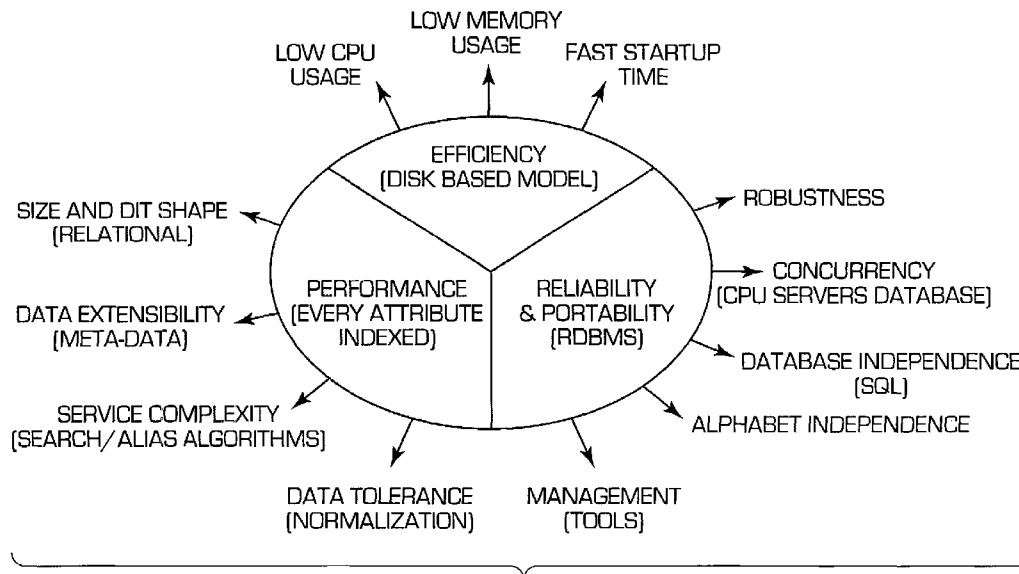 LOW MEMORY
USAGE
LOW CPU
USAGE
FAST STARTUP
TIME
EFFICIENCY
(DISK BASED MODEL)
SIZE AND DIT SHAPE
(RELATIONAL)
ROBUSTNESS
CONCURRENCY
(CPU SERVERS DATABASE)
PERFORMANCE
(EVERY ATTRIBUTE
INDEXED)
RELIABILITY
& PORTABILITY
(RDBMS)
DATA EXTENSIBILITY
(META-DATA)
DATABASE INDEPENDENCE
(SQL)
SERVICE COMPLEXITY
(SEARCH/ALIAS ALGORITHMS)
ALPHABET INDEPENDENCE
DATA TOLERANCE
(NORMALIZATION)
MANAGEMENT
(TOOLS)